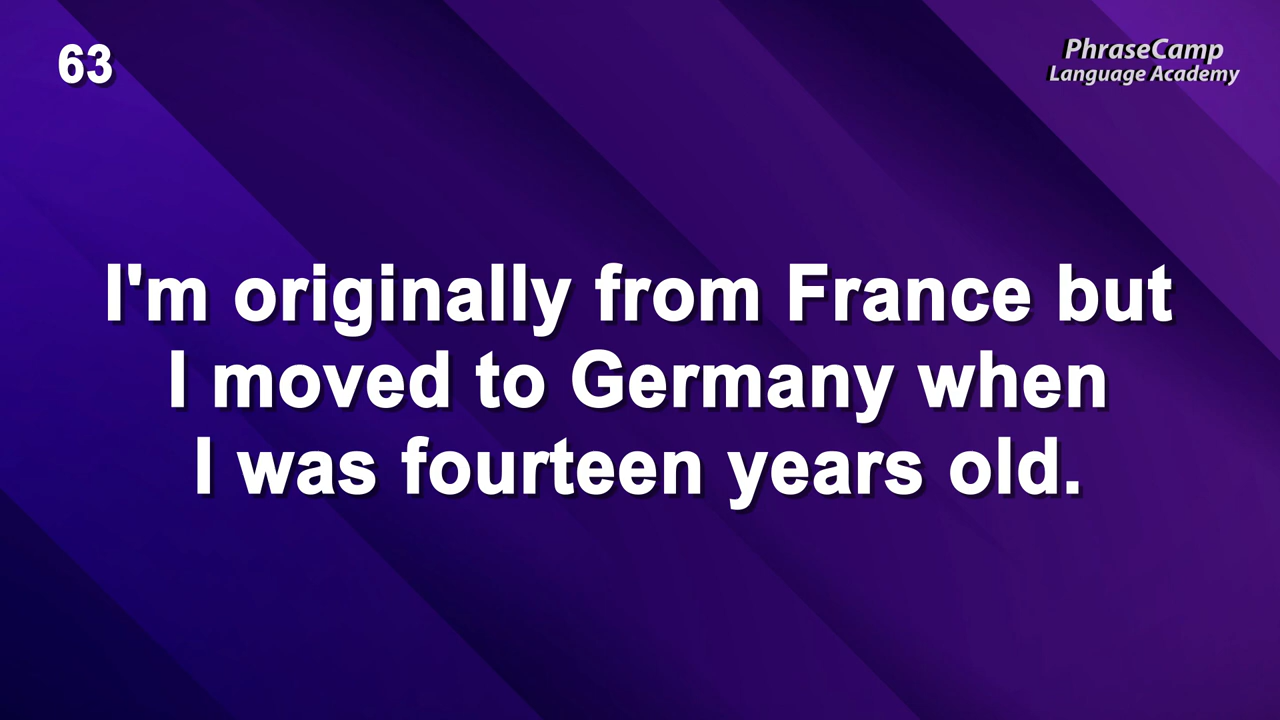 63
PhraseCamp
Language Academy
I'm originally from France but
I moved to Germany when
I was fourteen years old.